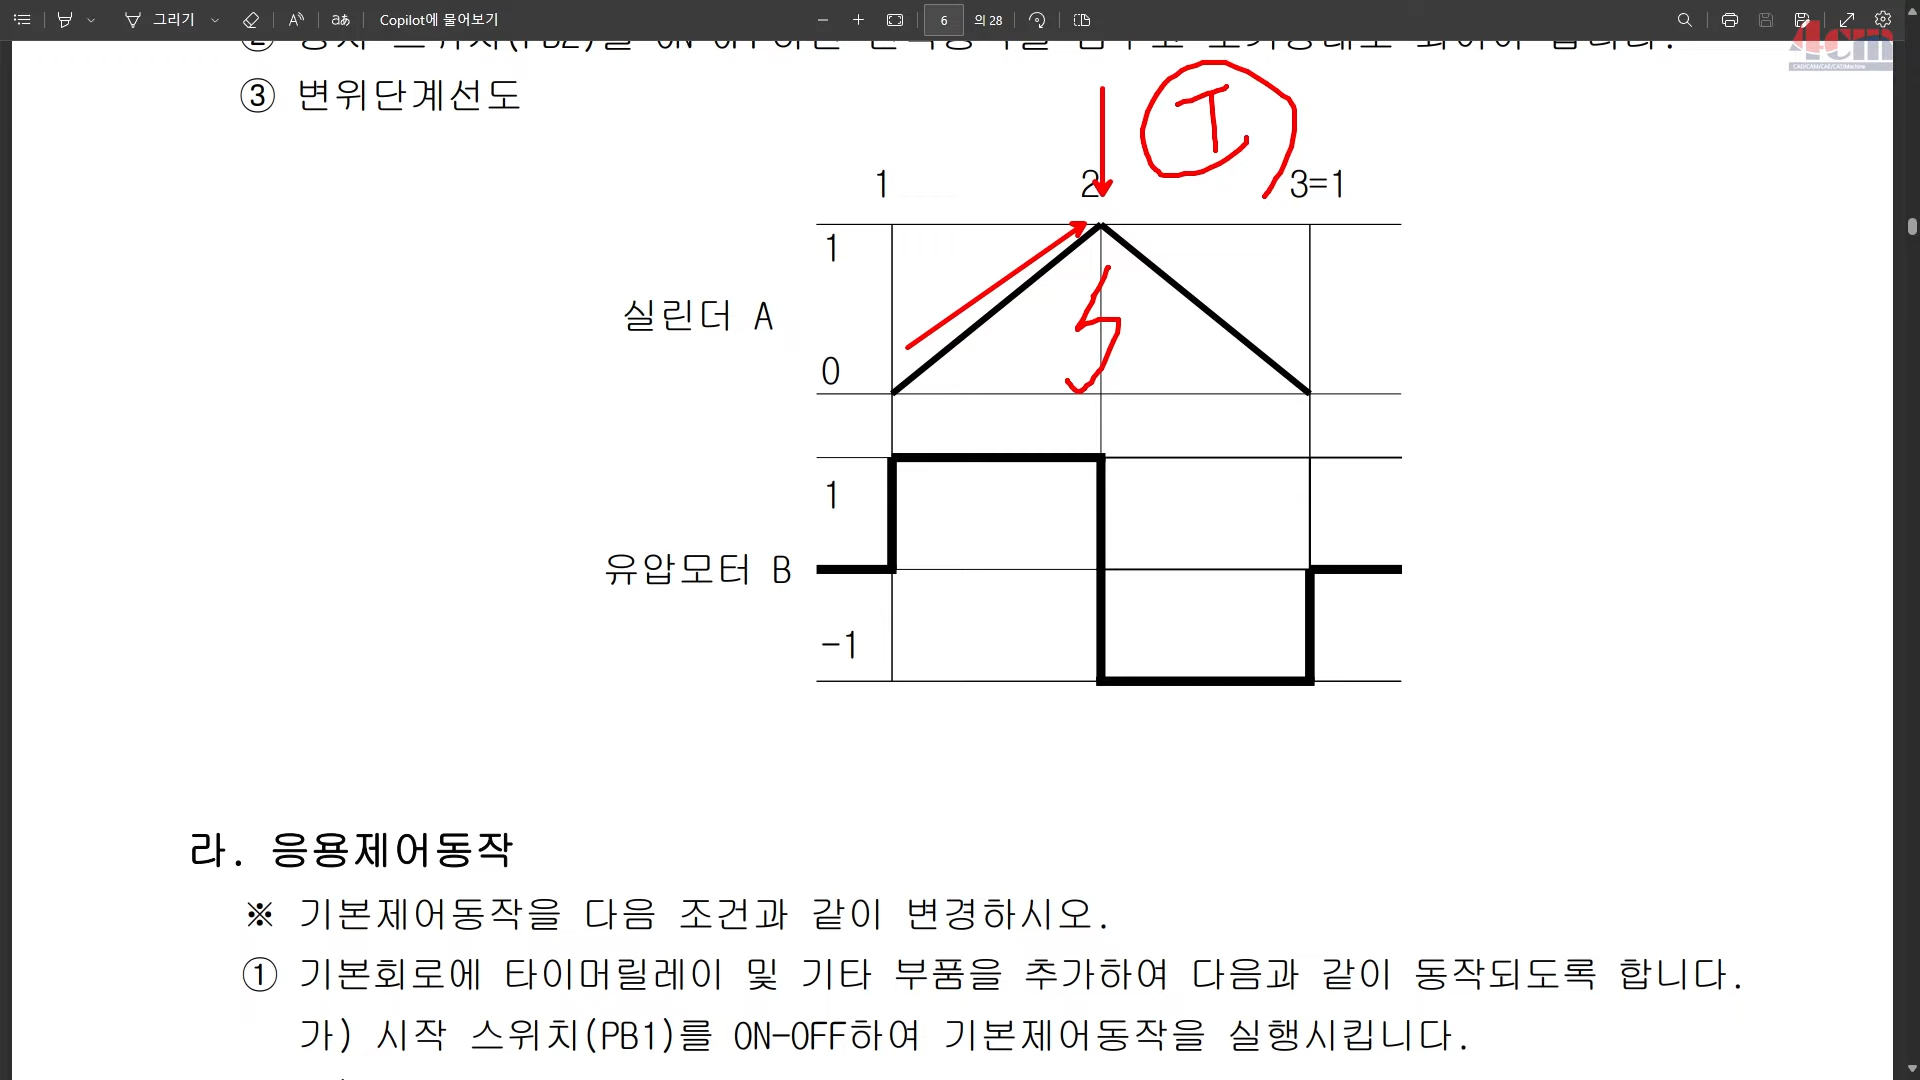 그리기 Copilot에 물어보기 6 의 28
4cm
③ 변위단계선도
T
1 2 3=1
1
실린더 A
0
1
유압모터 B
-1
라. 응용제어동작
※ 기본제어동작을 다음 조건과 같이 변경하시오.
① 기본회로에 타이머릴레이 및 기타 부품을 추가하여 다음과 같이 동작되도록 합니다.
가) 시작 스위치(PB1)를 ON-OFF하여 기본제어동작을 실행시킵니다.